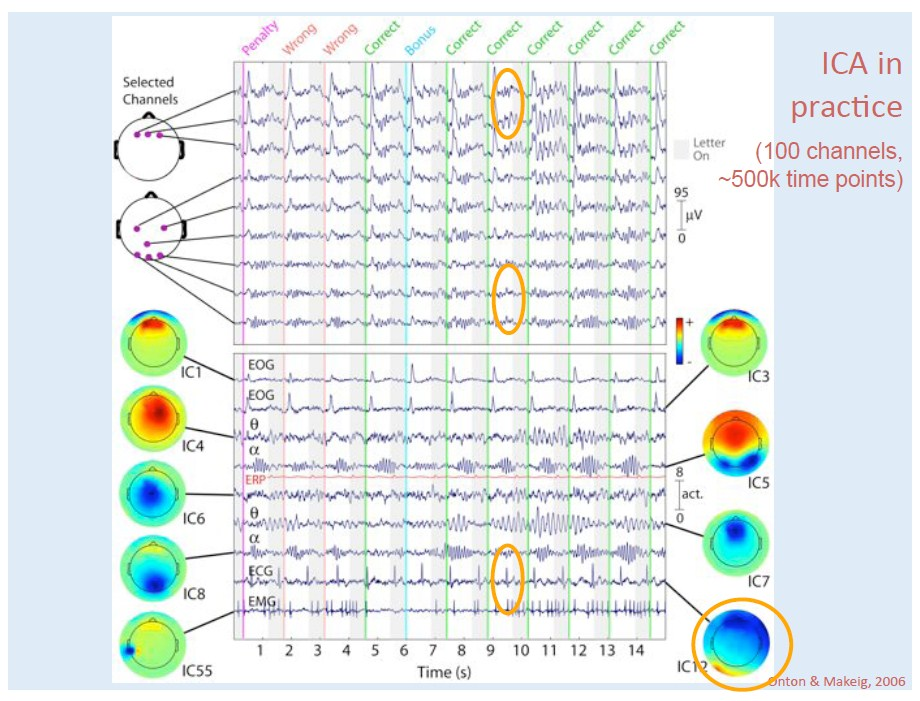 Penalty
Wrong
Wrong
Correct
Bonus
Correct
Correct
Correct
Correct
Correct
Correct
ICA in
practice
(100 channels,
~500k time points)
Selected
Channels
Letter
On
95
μV
0
+
-
IC1
IC3
EOG
EOG
θ
IC4
α
IC5
ERP
8
act.
0
θ
IC6
α
IC7
IC8
ECG
EMG
IC55
IC12
1 2 3 4 5 6 7 8 9 10 11 12 13 14
Time (s)
Onton & Makeig, 2006